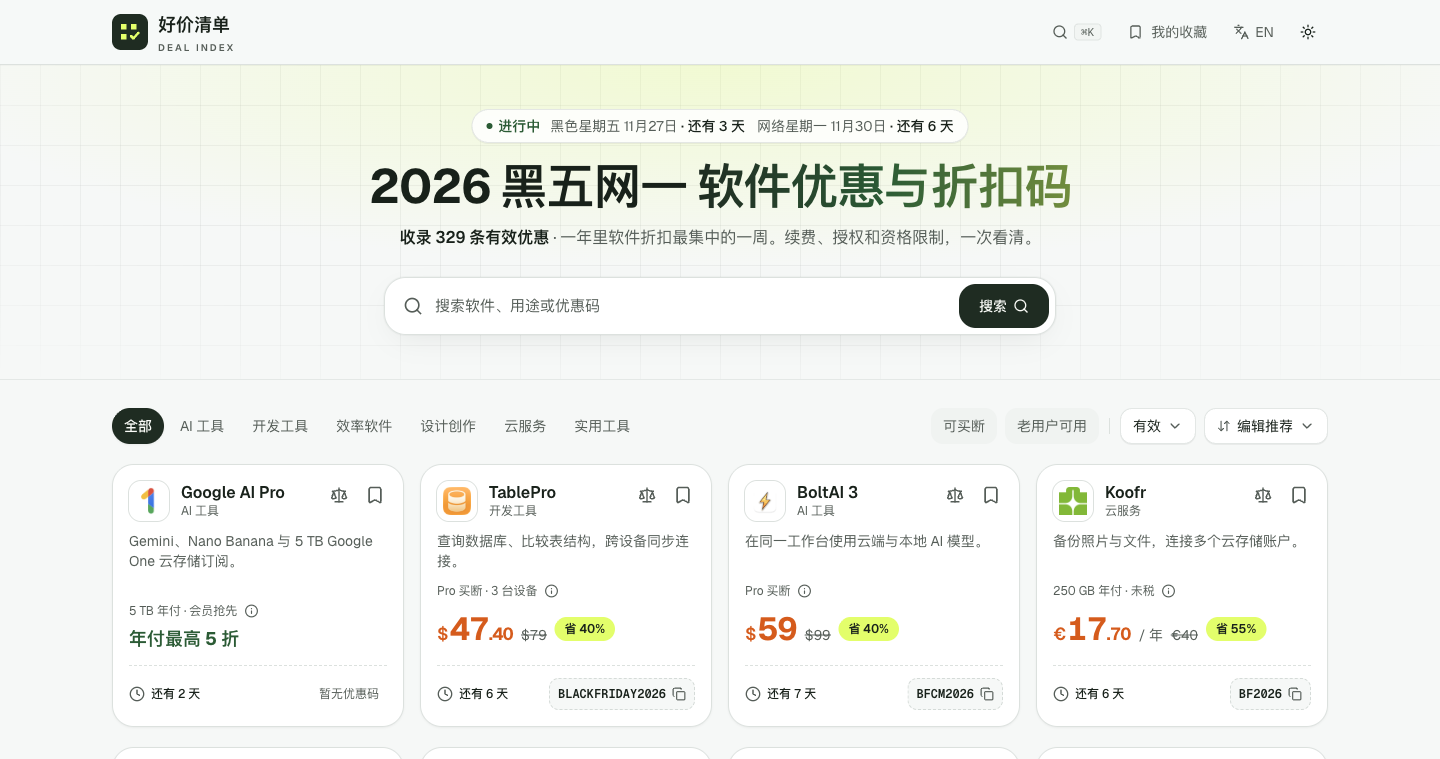 好价清单
DEAL INDEX
⌘K
我的收藏
EN
进行中 黑色星期五 11月27日 · 还有 3 天 网络星期一 11月30日 · 还有 6 天
2026 黑五网一 软件优惠与折扣码
收录 329 条有效优惠 · 一年里软件折扣最集中的一周。续费、授权和资格限制，一次看清。
搜索软件、用途或优惠码
搜索
全部 AI 工具 开发工具 效率软件 设计创作 云服务 实用工具
可买断 老用户可用 有效 编辑推荐
Google AI Pro
AI 工具
Gemini、Nano Banana 与 5 TB Google
One 云存储订阅。
5 TB 年付 · 会员抢先
年付最高 5 折
还有 2 天 暂无优惠码
TablePro
开发工具
查询数据库、比较表结构，跨设备同步连
接。
Pro 买断 · 3 台设备
$47.40 $79 省 40%
还有 6 天 BLACKFRIDAY2026
BoltAI 3
AI 工具
在同一工作台使用云端与本地 AI 模型。
Pro 买断
$59 $99 省 40%
还有 7 天 BFCM2026
Koofr
云服务
备份照片与文件，连接多个云存储账户。
250 GB 年付 · 未税
€17.70 / 年 €40 省 55%
还有 6 天 BF2026